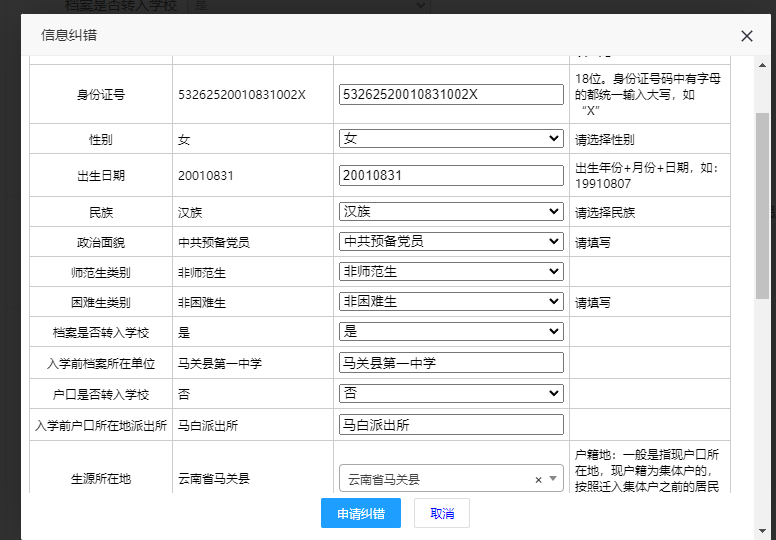 档案是否转入学校 是
信息纠错
身份证号 53262520010831002X 53262520010831002X 18位。身份证号码中有字母
的都统一输入大写，如
“X”
性别 女 女 请选择性别
出生日期 20010831 20010831 出生年份+月份+日期，如：
19910807
民族 汉族 汉族 请选择民族
政治面貌 中共预备党员 中共预备党员 请填写
师范生类别 非师范生 非师范生
困难生类别 非困难生 非困难生 请填写
档案是否转入学校 是 是
入学前档案所在单位 马关县第一中学 马关县第一中学
户口是否转入学校 否 否
入学前户口所在地派出所 马白派出所 马白派出所
生源所在地 云南省马关县 云南省马关县 × 户籍地：一般是指现户口所
在地，现户籍为集体户的，
按照迁入集体户之前的居民
申请纠错 取消